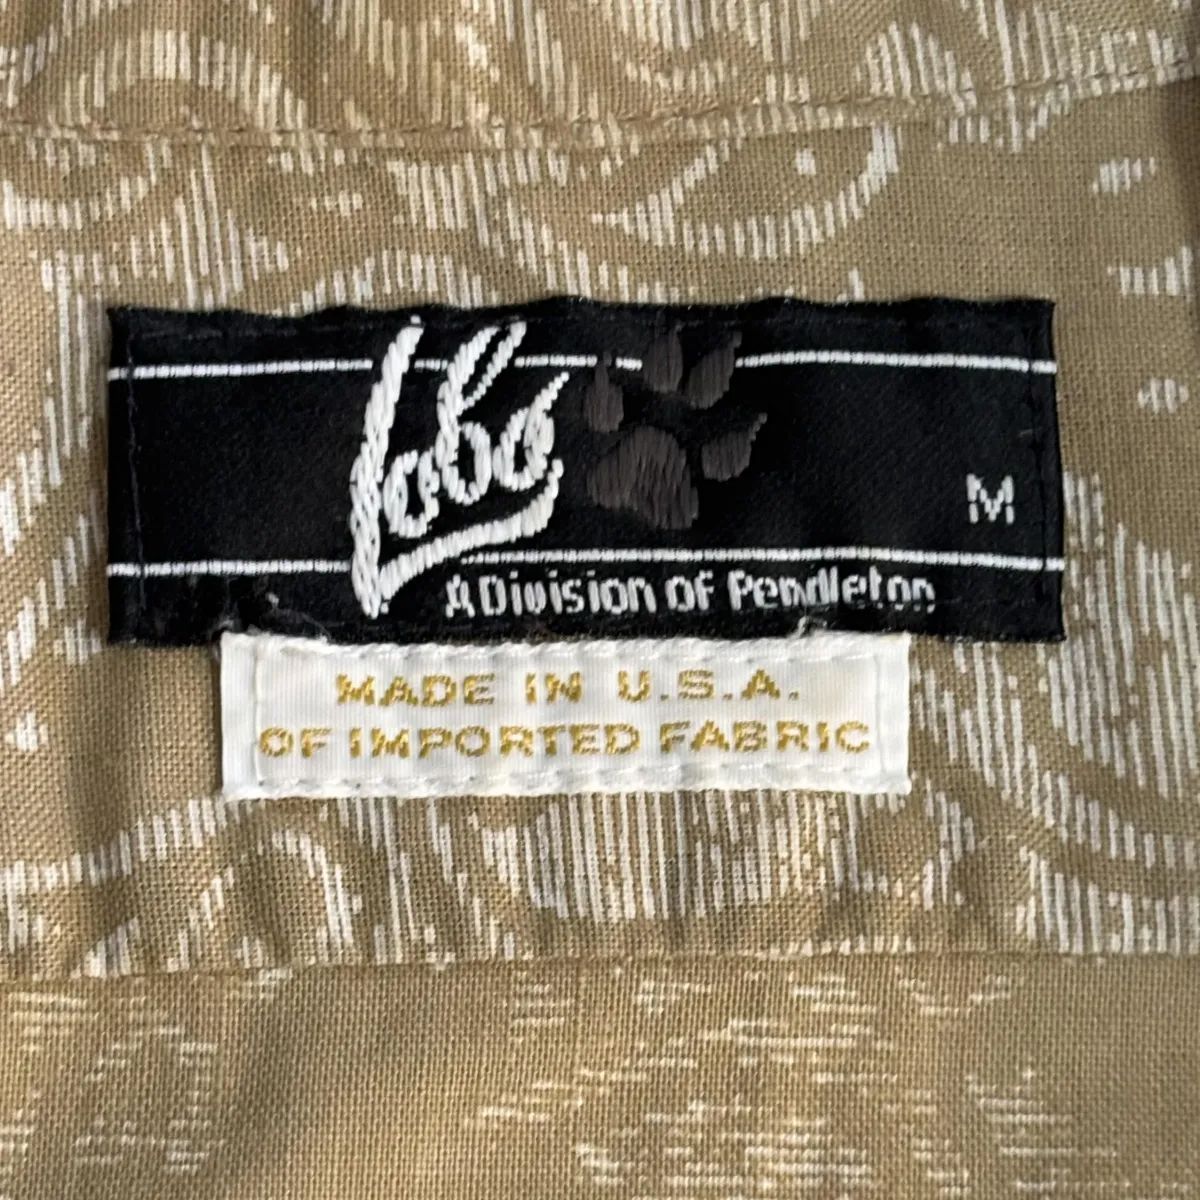 Lobo
M
A Division of Pendleton
MADE IN U.S.A.
OF IMPORTED FABRIC